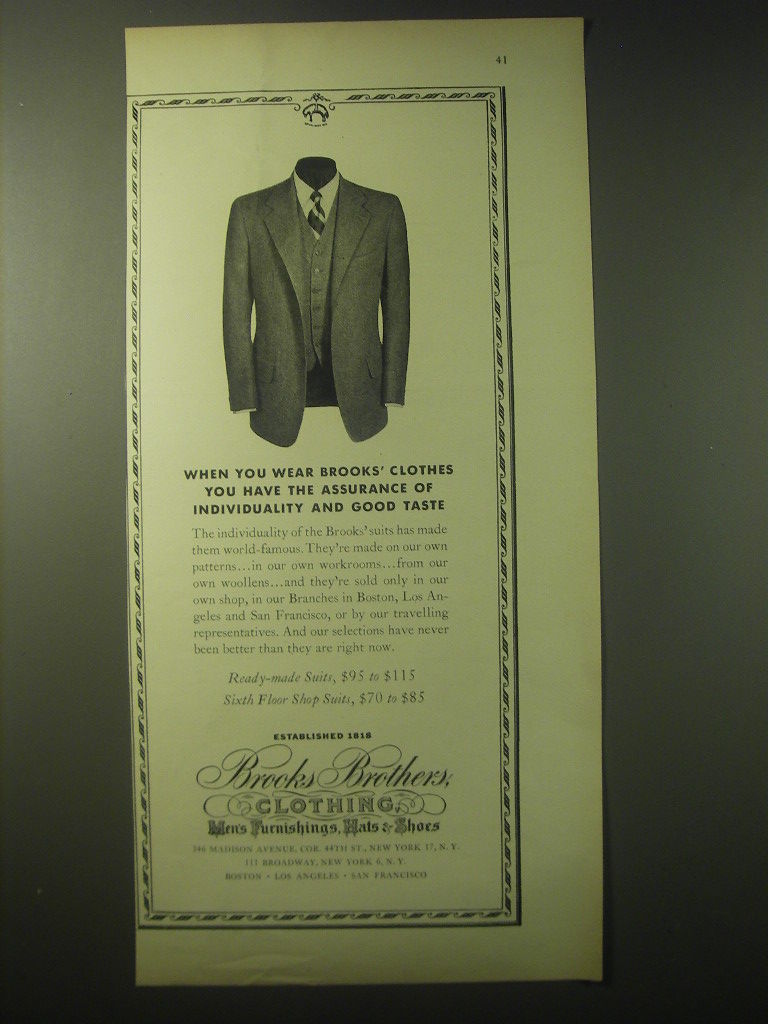 41
WHEN YOU WEAR BROOKS' CLOTHES
YOU HAVE THE ASSURANCE OF
INDIVIDUALITY AND GOOD TASTE
The individuality of the Brooks' suits has made
them world-famous. They're made on our own
patterns...in our own workrooms...from our
own woollens...and they're sold only in our
own shop, in our Branches in Boston, Los An-
geles and San Francisco, or by our travelling
representatives. And our selections have never
been better than they are right now.
Ready-made Suits, $95 to $115
Sixth Floor Shop Suits, $70 to $85
ESTABLISHED 1818
Brooks Brothers,
CLOTHING,
Men's Furnishings, Hats & Shoes
346 MADISON AVENUE, COR. 44TH ST., NEW YORK 17, N. Y.
111 BROADWAY, NEW YORK 6, N. Y.
BOSTON • LOS ANGELES • SAN FRANCISCO